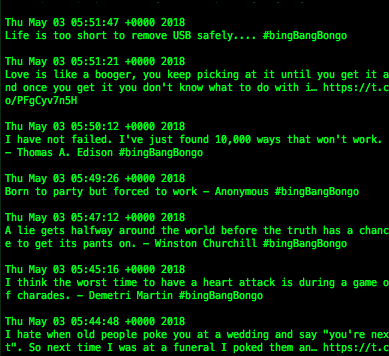 Thu May 03 05:51:47 +0000 2018
Life is too short to remove USB safely.... #bingBangBongo
Thu May 03 05:51:21 +0000 2018
Love is like a booger, you keep picking at it until you get it a
nd once you get it you don't know what to do with i… https://t.c
o/PFgCyv7n5H
Thu May 03 05:50:12 +0000 2018
I have not failed. I've just found 10,000 ways that won't work.
– Thomas A. Edison #bingBangBongo
Thu May 03 05:49:26 +0000 2018
Born to party but forced to work – Anonymous #bingBangBongo
Thu May 03 05:47:12 +0000 2018
A lie gets halfway around the world before the truth has a chanc
e to get its pants on. – Winston Churchill #bingBangBongo
Thu May 03 05:45:16 +0000 2018
I think the worst time to have a heart attack is during a game o
f charades. – Demetri Martin #bingBangBongo
Thu May 03 05:44:48 +0000 2018
I hate when old people poke you at a wedding and say "you're nex
t". So next time I was at a funeral I poked them an… https://t.c